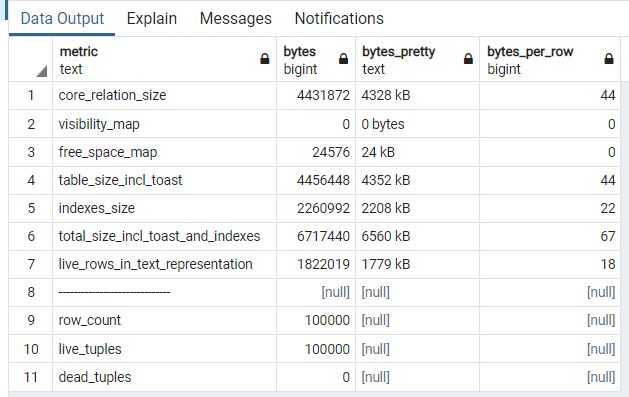 Data Output Explain Messages Notifications
metric bytes bytes_pretty bytes_per_row
text bigint text bigint
1 core_relation_size 4431872 4328 kB 44
2 visibility_map 0 0 bytes 0
3 free_space_map 24576 24 kB 0
4 table_size_incl_toast 4456448 4352 kB 44
5 indexes_size 2260992 2208 kB 22
6 total_size_incl_toast_and_indexes 6717440 6560 kB 67
7 live_rows_in_text_representation 1822019 1779 kB 18
8 ----------------------------- [null] [null] [null]
9 row_count 100000 [null] [null]
10 live_tuples 100000 [null] [null]
11 dead_tuples 0 [null] [null]